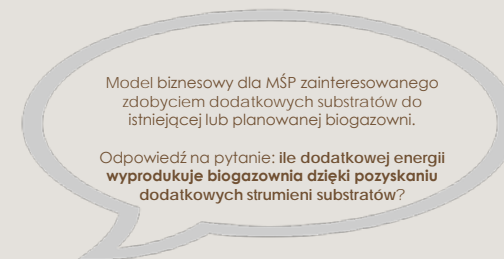 Model biznesowy dla MŚP zainteresowanego
zdobyciem dodatkowych substratów do
istniejącej lub planowanej biogazowni.
Odpowiedź na pytanie: ile dodatkowej energii
wyprodukuje biogazownia dzięki pozyskaniu
dodatkowych strumieni substratów?